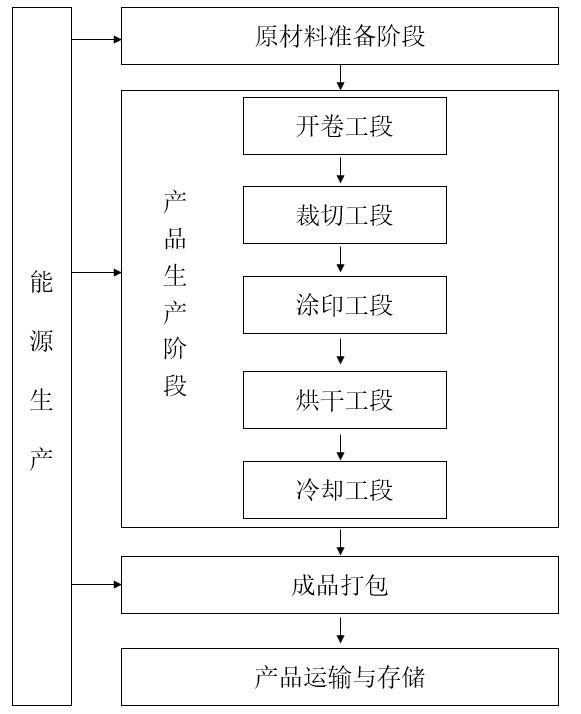 能源生产
原材料准备阶段
产品生产阶段
开卷工段
裁切工段
涂印工段
烘干工段
冷却工段
成品打包
产品运输与存储